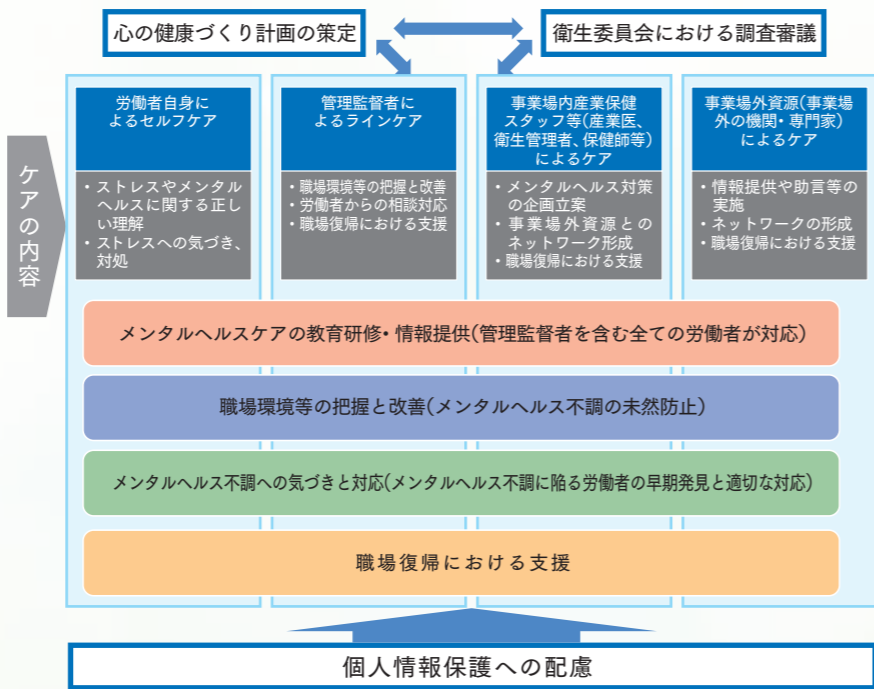 心の健康づくり計画の策定
衛生委員会における調査審議
ケアの内容
労働者自身に
よるセルフケア
・ストレスやメンタル
ヘルスに関する正し
い理解
・ストレスへの気づき、
対処
管理監督者に
よるラインケア
・職場環境等の把握と改善
・労働者からの相談対応
・職場復帰における支援
事業場内産業保健
スタッフ等(産業医、
衛生管理者、保健師等)
によるケア
・メンタルヘルス対策
の企画立案
・事業場外資源との
ネットワーク形成
・職場復帰における支援
事業場外資源(事業場
外の機関・専門家)
によるケア
・情報提供や助言等の
実施
・ネットワークの形成
・職場復帰における支援
メンタルヘルスケアの教育研修・情報提供(管理監督者を含む全ての労働者が対応)
職場環境等の把握と改善(メンタルヘルス不調の未然防止)
メンタルヘルス不調への気づきと対応(メンタルヘルス不調に陥る労働者の早期発見と適切な対応)
職場復帰における支援
個人情報保護への配慮